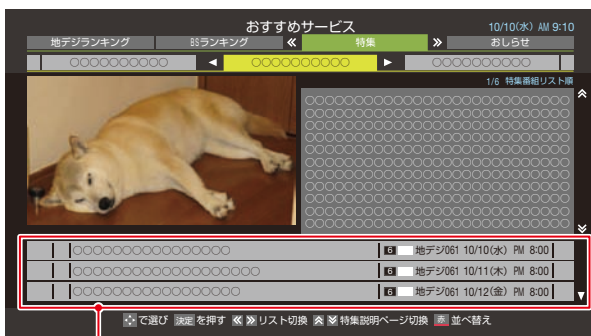 おすすめサービス
10/10(水) AM 9:10
地デジランキング BSランキング 特集 おしらせ
○○○○○○○○○○ ○○○○○○○○○○ ○○○○○○○○○○
1/6 特集番組リスト順
○○○○○○○○○○○○○○○○○○○○○○○
○○○○○○○○○○○○○○○○○○○○○○○
○○○○○○○○○○○○○○○○○○○○○○○
○○○○○○○○○○○○○○○○○○○○○○○
○○○○○○○○○○○○○○○○○○○○○○○
○○○○○○○○○○○○○○○○○○○○○○○
○○○○○○○○○○○○○○○○○○○○○○○
○○○○○○○○○○○○○○○○○○○○○○○
○○○○○○○○○○○○○○○○○○○○○○○
○○○○○○○○○○○○○○○○○○○○○○○
○○○○○○○○○○○○○○○○○○○○○○○
○○○○○○○○○○○○○○○○ 6 地デジ061 10/10(水) PM 8:00
○○○○○○○○○○○○○○○○○○○ 6 地デジ061 10/11(木) PM 8:00
○○○○○○○○○○○○○○○○○ 6 地デジ061 10/12(金) PM 8:00
で選び 決定 を押す リスト切換 特集説明ページ切換 赤 並べ替え